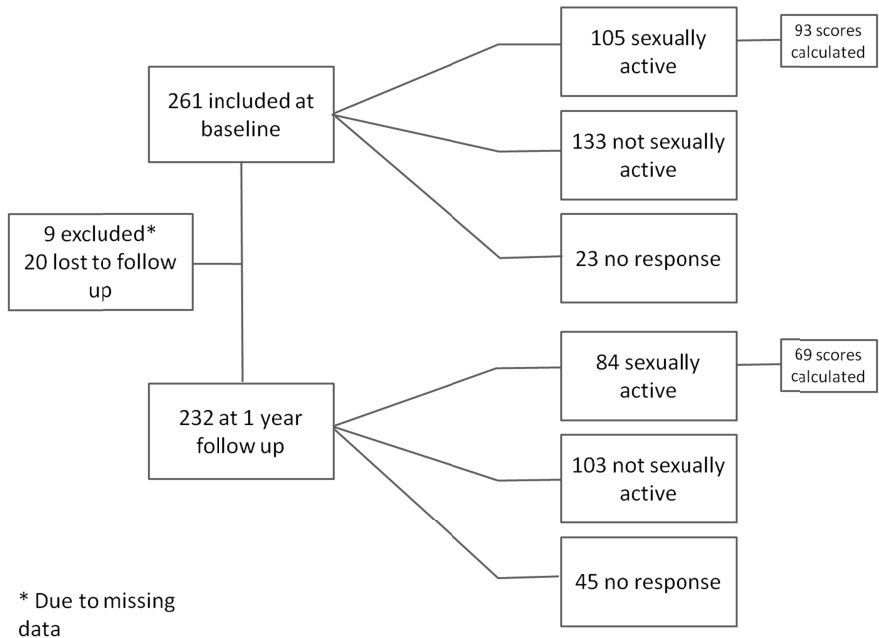 261 included at
baseline
105 sexually
active
93 scores
calculated
133 not sexually
active
23 no response
9 excluded*
20 lost to follow
up
232 at 1 year
follow up
84 sexually
active
69 scores
calculated
103 not sexually
active
45 no response
* Due to missing
data